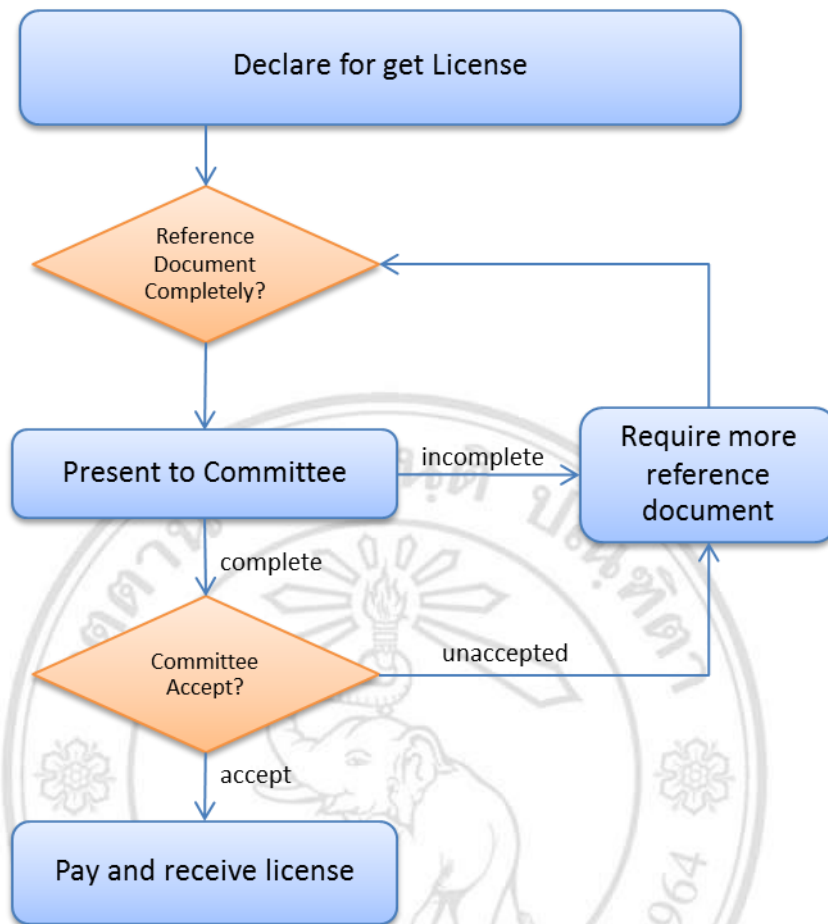 Declare for get License
Reference
Document
Completely?
Present to Committee
incomplete
Require more
reference
document
complete
Committee
Accept?
unaccepted
accept
Pay and receive license
1964